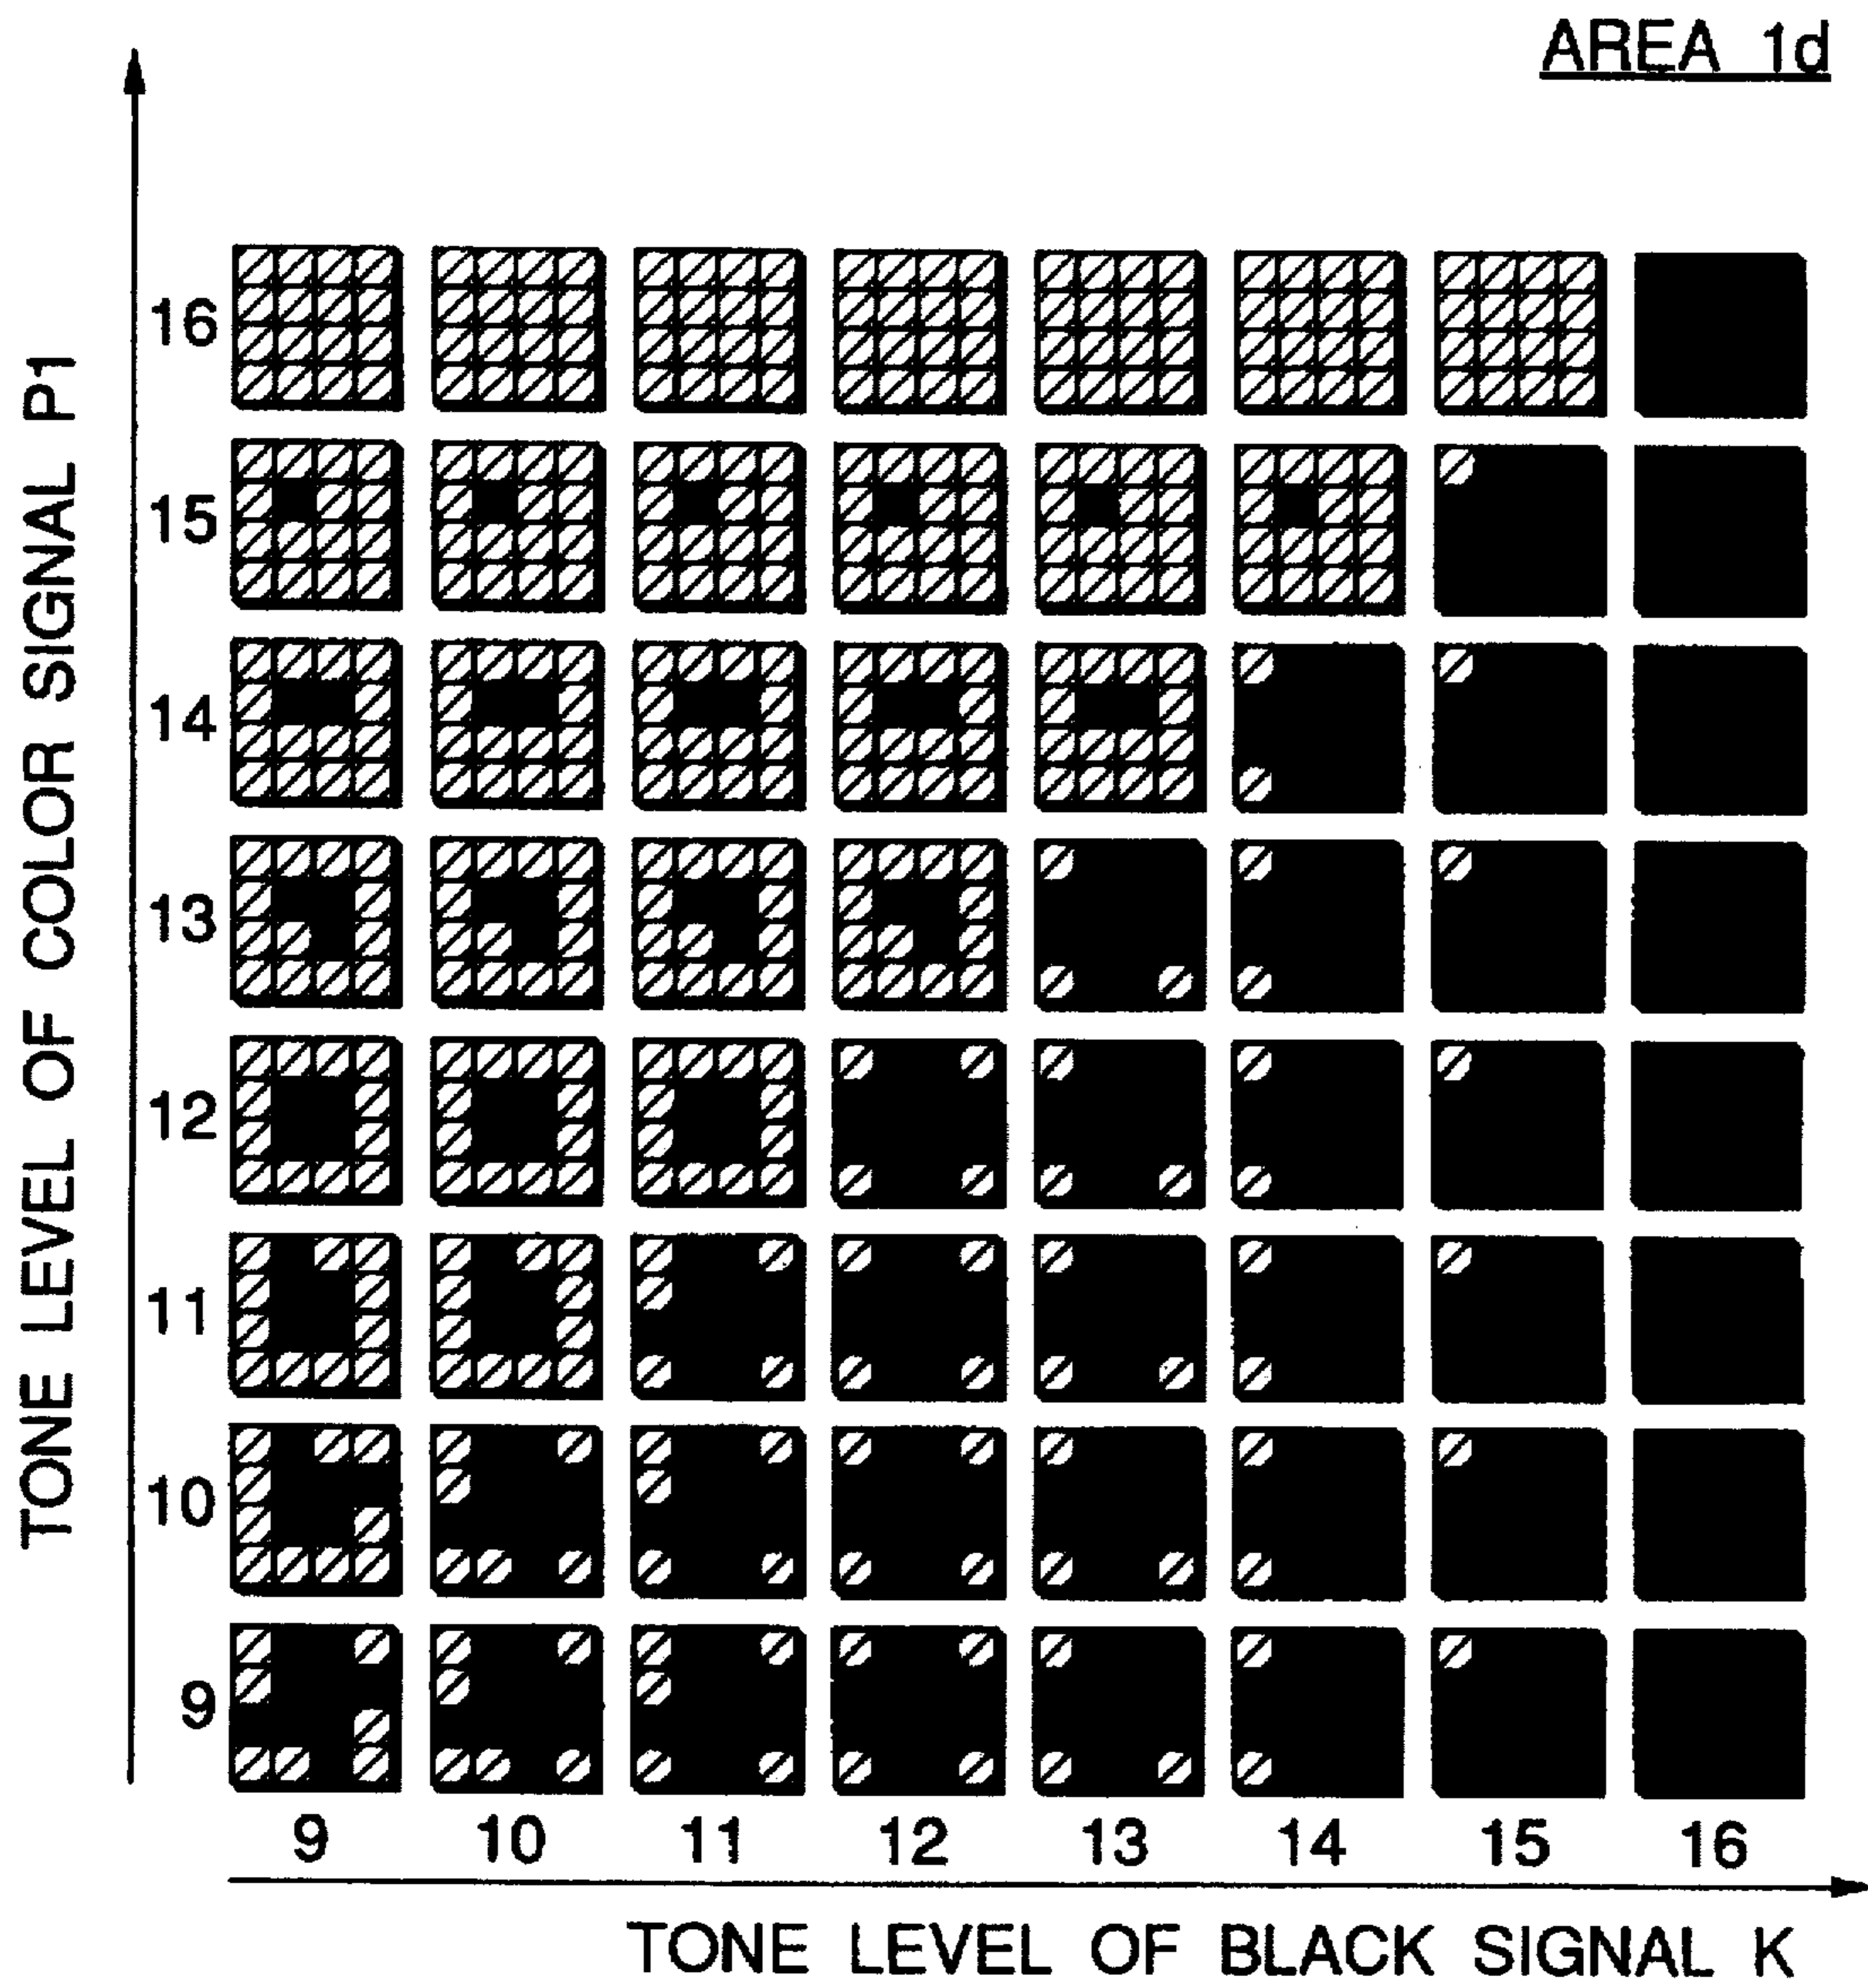 AREA 1d
TONE LEVEL OF COLOR SIGNAL P1
16
15
14
13
12
11
10
9
9 10 11 12 13 14 15 16
TONE LEVEL OF BLACK SIGNAL K